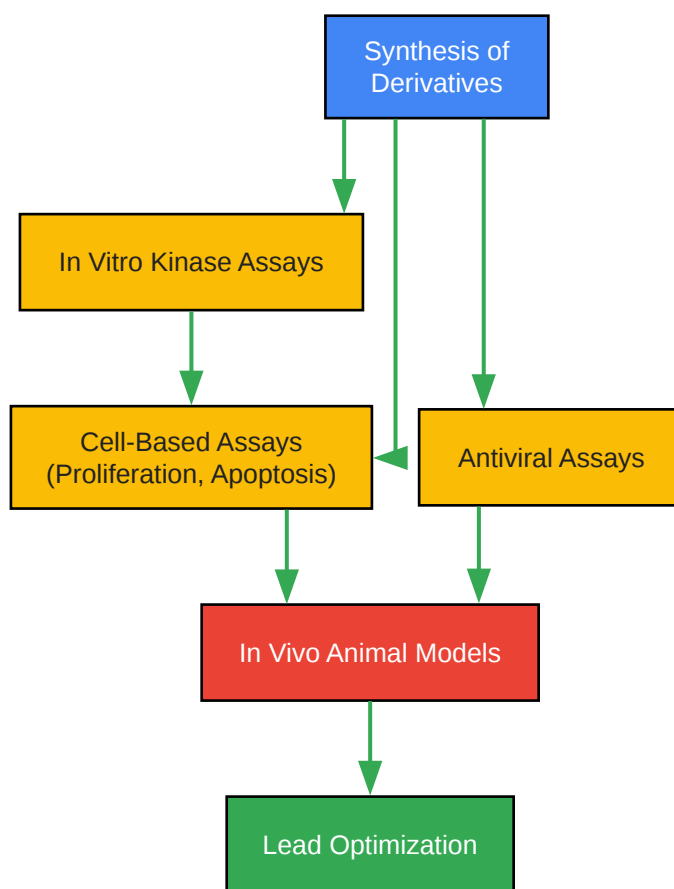 Synthesis of
Derivatives
In Vitro Kinase Assays
Cell-Based Assays
(Proliferation, Apoptosis)
Antiviral Assays
In Vivo Animal Models
Lead Optimization